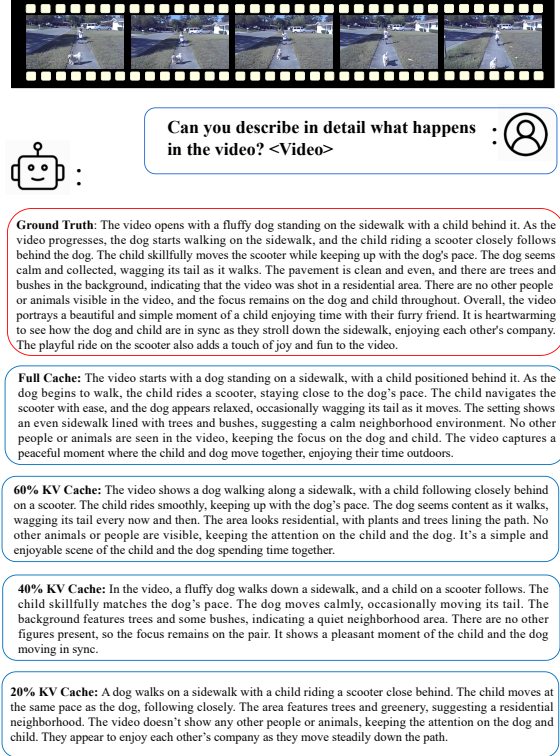 Can you describe in detail what happens :
in the video? <Video>
:
Ground Truth: The video opens with a fluffy dog standing on the sidewalk with a child behind it. As the
video progresses, the dog starts walking on the sidewalk, and the child riding a scooter closely follows
behind the dog. The child skillfully moves the scooter while keeping up with the dog's pace. The dog seems
calm and collected, wagging its tail as it walks. The pavement is clean and even, and there are trees and
bushes in the background, indicating that the video was shot in a residential area. There are no other people
or animals visible in the video, and the focus remains on the dog and child throughout. Overall, the video
portrays a beautiful and simple moment of a child enjoying time with their furry friend. It is heartwarming
to see how the dog and child are in sync as they stroll down the sidewalk, enjoying each other's company.
The playful ride on the scooter also adds a touch of joy and fun to the video.
Full Cache: The video starts with a dog standing on a sidewalk, with a child positioned behind it. As the
dog begins to walk, the child rides a scooter, staying close to the dog's pace. The child navigates the
scooter with ease, and the dog appears relaxed, occasionally wagging its tail as it moves. The setting shows
an even sidewalk lined with trees and bushes, suggesting a calm neighborhood environment. No other
people or animals are seen in the video, keeping the focus on the dog and child. The video captures a
peaceful moment where the child and dog move together, enjoying their time outdoors.
60% KV Cache: The video shows a dog walking along a sidewalk, with a child following closely behind
on a scooter. The child rides smoothly, keeping up with the dog's pace. The dog seems content as it walks,
wagging its tail every now and then. The area looks residential, with plants and trees lining the path. No
other animals or people are visible, keeping the attention on the child and the dog. It's a simple and
enjoyable scene of the child and the dog spending time together.
40% KV Cache: In the video, a fluffy dog walks down a sidewalk, and a child on a scooter follows. The
child skillfully matches the dog's pace. The dog moves calmly, occasionally moving its tail. The
background features trees and some bushes, indicating a quiet neighborhood area. There are no other
figures present, so the focus remains on the pair. It shows a pleasant moment of the child and the dog
moving in sync.
20% KV Cache: A dog walks on a sidewalk with a child riding a scooter close behind. The child moves at
the same pace as the dog, following closely. The area features trees and greenery, suggesting a residential
neighborhood. The video doesn't show any other people or animals, keeping the attention on the dog and
child. They appear to enjoy each other's company as they move steadily down the path.